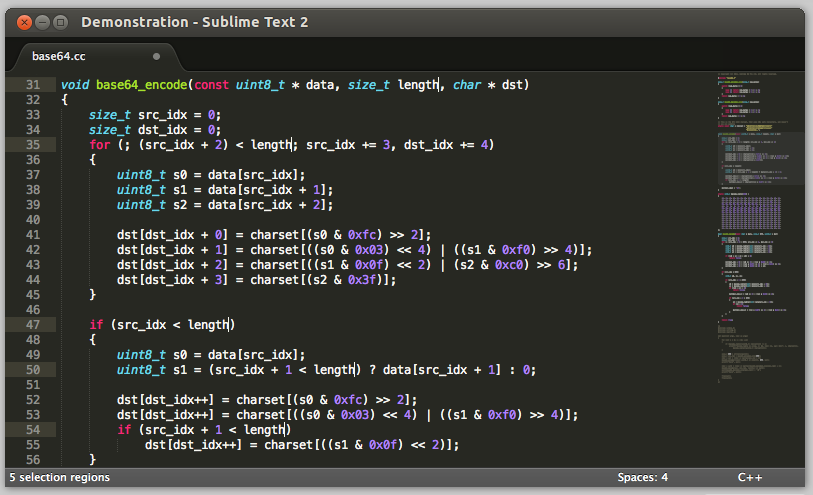 Demonstration - Sublime Text 2
base64.cc
31 void base64_encode(const uint8_t * data, size_t length, char * dst)
32 {
33     size_t src_idx = 0;
34     size_t dst_idx = 0;
35     for (; (src_idx + 2) < length; src_idx += 3, dst_idx += 4)
36     {
37         uint8_t s0 = data[src_idx];
38         uint8_t s1 = data[src_idx + 1];
39         uint8_t s2 = data[src_idx + 2];
40
41         dst[dst_idx + 0] = charset[(s0 & 0xfc) >> 2];
42         dst[dst_idx + 1] = charset[((s0 & 0x03) << 4) | ((s1 & 0xf0) >> 4)];
43         dst[dst_idx + 2] = charset[((s1 & 0x0f) << 2) | (s2 & 0xc0) >> 6];
44         dst[dst_idx + 3] = charset[(s2 & 0x3f)];
45     }
46
47     if (src_idx < length)
48     {
49         uint8_t s0 = data[src_idx];
50         uint8_t s1 = (src_idx + 1 < length) ? data[src_idx + 1] : 0;
51
52         dst[dst_idx++] = charset[(s0 & 0xfc) >> 2];
53         dst[dst_idx++] = charset[((s0 & 0x03) << 4) | ((s1 & 0xf0) >> 4)];
54         if (src_idx + 1 < length)
55             dst[dst_idx++] = charset[((s1 & 0x0f) << 2)];
56     }
5 selection regions Spaces: 4 C++